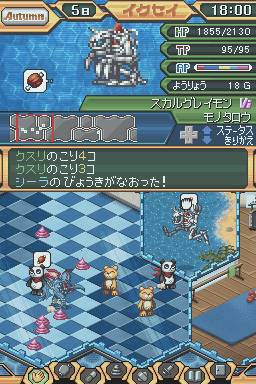 Autumn 5日 イクセイ 18:00
HP 1855/2130
TP 95/95
AP
ようりょう 18 G
スカルグレイモン Vi
モノタロウ
HP ステータス
きりかえ
クスリのこり4コ
クスリのこり3コ
シーラのびょうきがなおった!